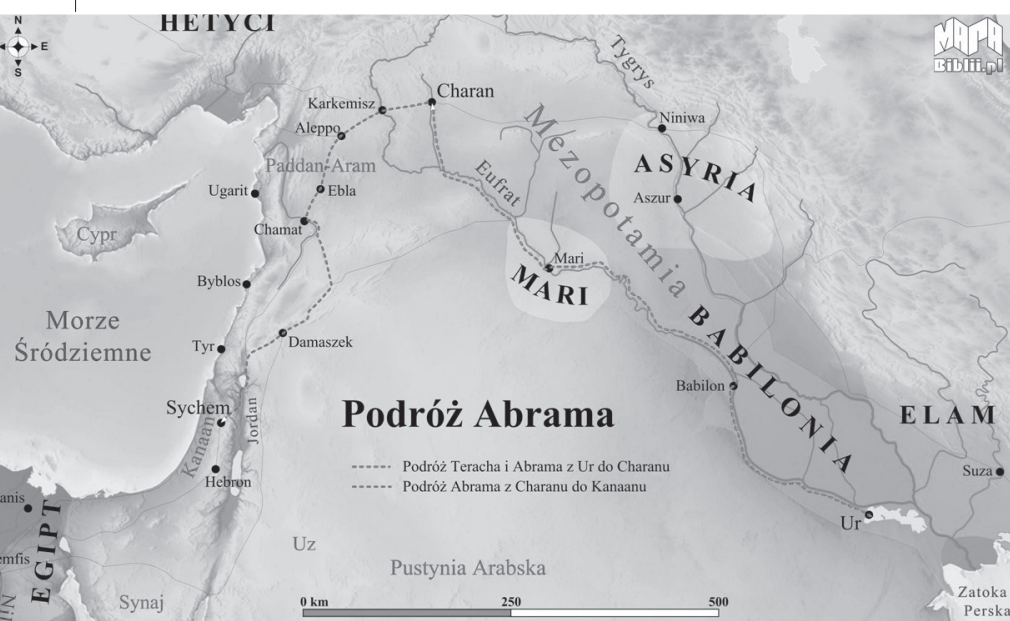 N
E
S
HETYCI
MAPA
Biblii.pl
Tygrys
Charan
Karkemisz
Aleppo
Niniwa
Mezopotamia
ASYRIA
Paddan-Aram
Eufrat
Ugarit
Ebla
Aszur
Chamat
Cypr
Mari
MARI
Byblos
Morze
Śródziemne
BABILONIA
Tyr
Damaszek
Babilon
Sychem
Jordan
Podróż Abrama
ELAM
Kanaan
Podróż Teracha i Abrama z Ur do Charanu
Podróż Abrama z Charanu do Kanaanu
Suza
Hebron
anis
EGIPT
Ur
Uz
emfis
Pustynia Arabska
Nil
Synaj
0 km 250 500
Zatoka
Perska